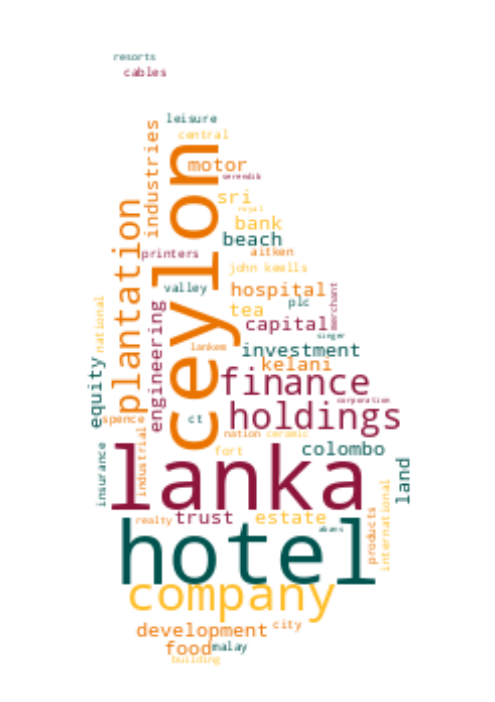 resorts
cables
leisure
central
industries
motor
serendib
ceylon
sri
royal
plantation
bank
beach
printers
aitken
john keells
valley
hospital
plc
merchant
national
tea
engineering
capital
singer
lankem
investment
kelani
equity
finance
corporation
spence
ct
holdings
industrial
nation
ceramic
insurance
fort
colombo
land
lanka
international
products
realty
trust
estate
abans
hotel
company
development
city
food
malay
building